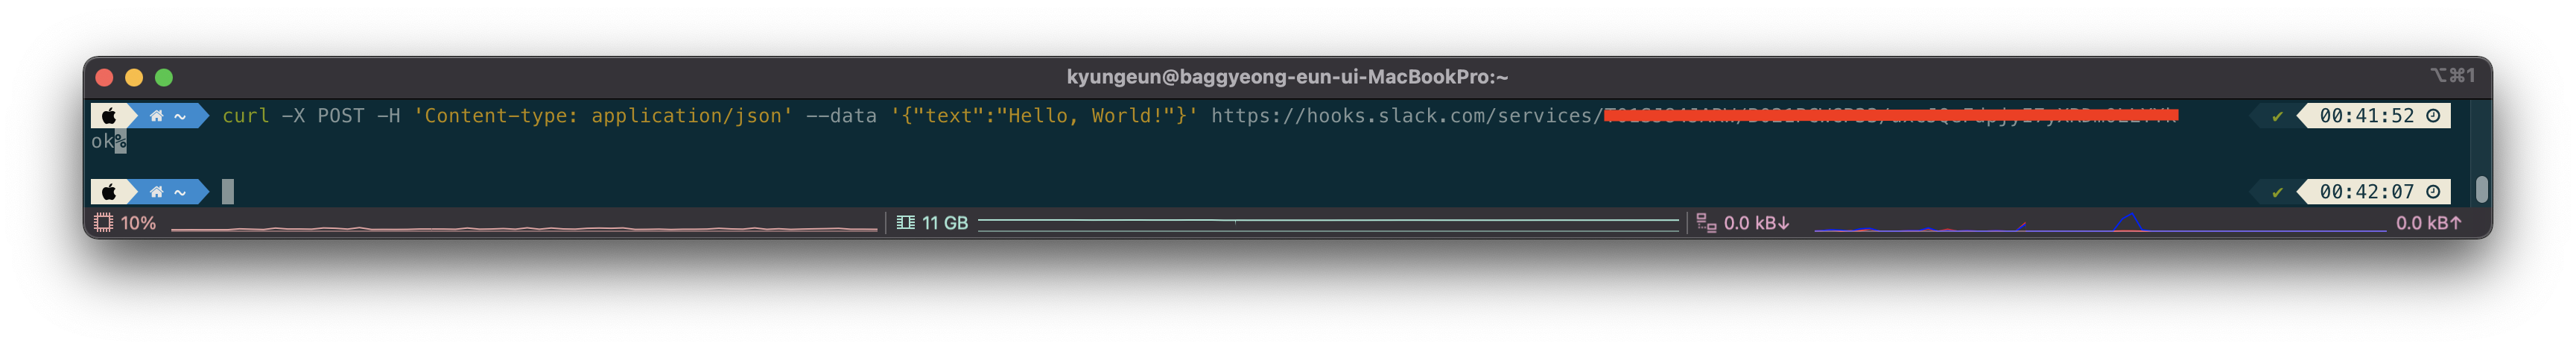 kyungeun@baggyeong-eun-ui-MacBookPro:~
⌥⌘1
~ curl -X POST -H 'Content-type: application/json' --data '{"text":"Hello, World!"}' https://hooks.slack.com/services/ ✔ 00:41:52
ok%
~ ✔ 00:42:07
10% 11 GB 0.0 kB↓ 0.0 kB↑